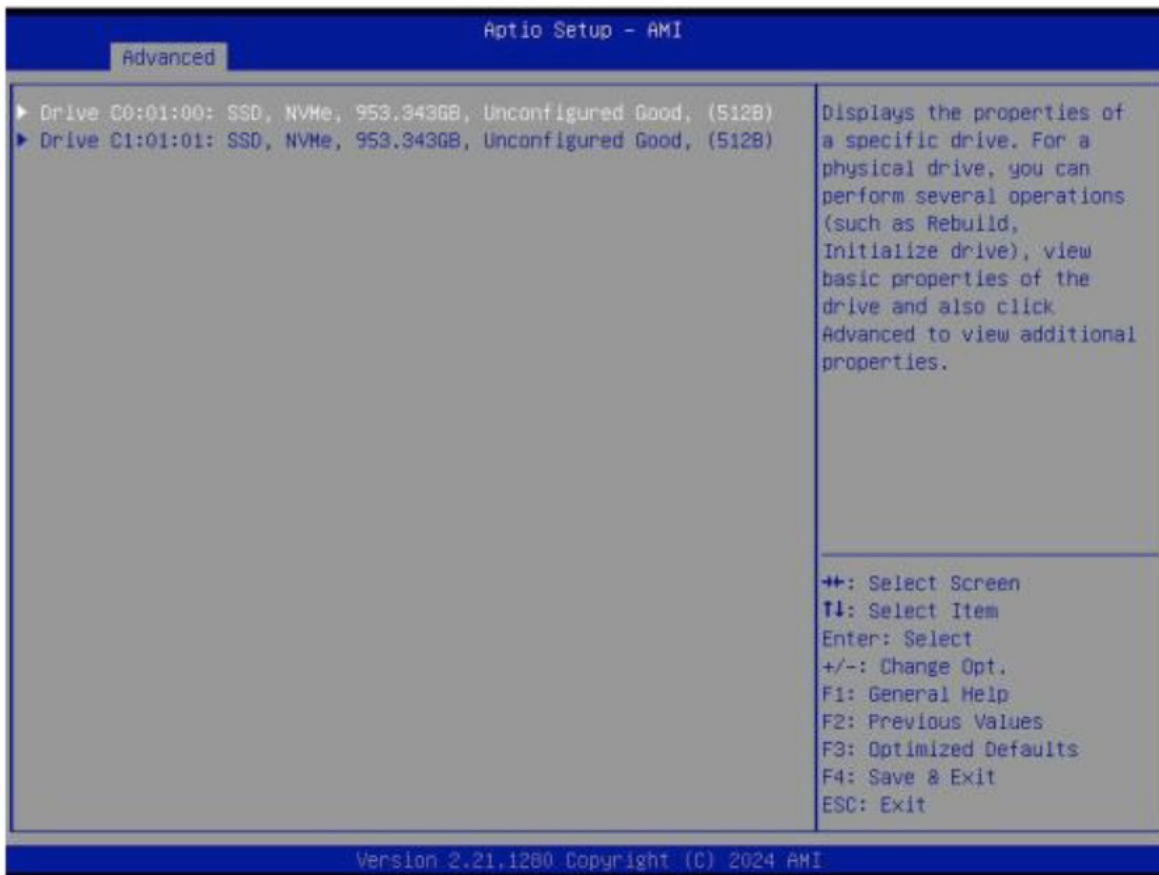 Aptio Setup - AMI
Advanced
▶ Drive C0:01:00: SSD, NVMe, 953.343GB, Unconfigured Good, (512B)
▶ Drive C1:01:01: SSD, NVMe, 953.343GB, Unconfigured Good, (512B)
Displays the properties of
a specific drive. For a
physical drive, you can
perform several operations
(such as Rebuild,
Initialize drive), view
basic properties of the
drive and also click
Advanced to view additional
properties.
→←: Select Screen
↑↓: Select Item
Enter: Select
+/-: Change Opt.
F1: General Help
F2: Previous Values
F3: Optimized Defaults
F4: Save & Exit
ESC: Exit
Version 2.21.1280 Copyright (C) 2024 AMI